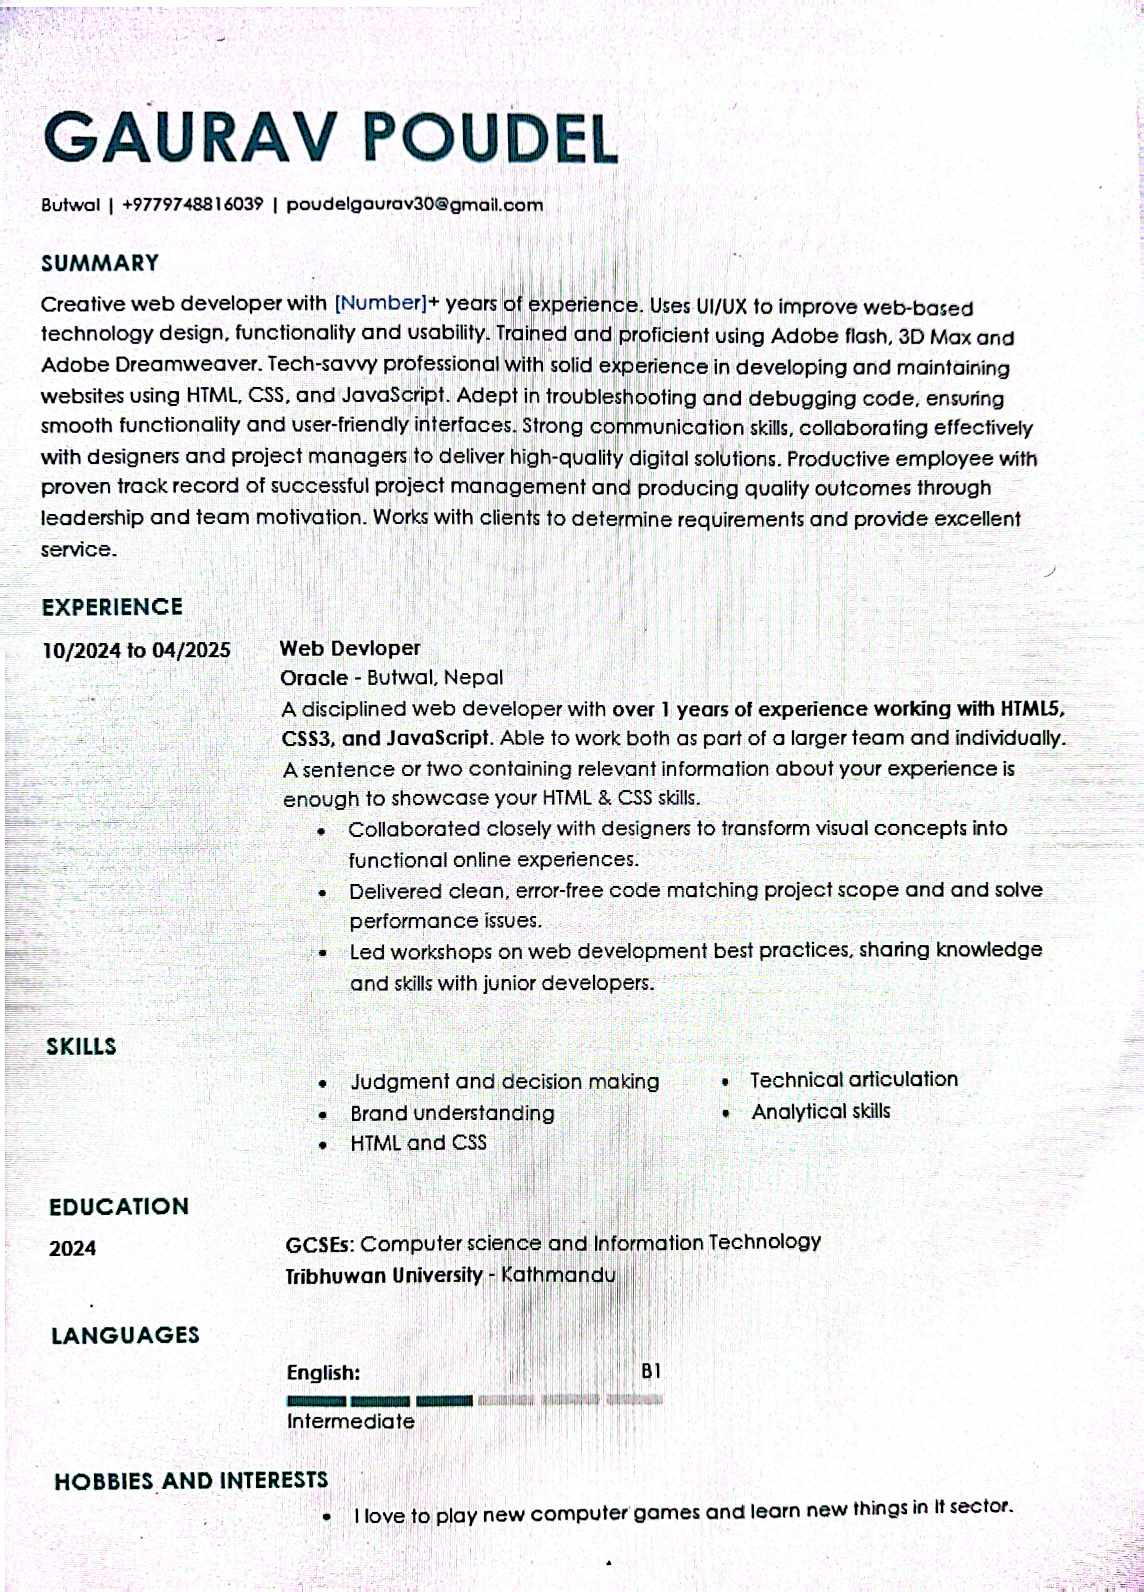 GAURAV POUDEL
Butwal | +9779748816039 | poudelgaurav30@gmail.com
SUMMARY
Creative web developer with [Number]+ years of experience. Uses UI/UX to improve web-based
technology design, functionality and usability. Trained and proficient using Adobe flash, 3D Max and
Adobe Dreamweaver. Tech-savvy professional with solid experience in developing and maintaining
websites using HTML, CSS, and JavaScript. Adept in troubleshooting and debugging code, ensuring
smooth functionality and user-friendly interfaces. Strong communication skills, collaborating effectively
with designers and project managers to deliver high-quality digital solutions. Productive employee with
proven track record of successful project management and producing quality outcomes through
leadership and team motivation. Works with clients to determine requirements and provide excellent
service.
EXPERIENCE
10/2024 to 04/2025 Web Devloper
Oracle - Butwal, Nepal
A disciplined web developer with over 1 years of experience working with HTML5,
CSS3, and JavaScript. Able to work both as part of a larger team and individually.
A sentence or two containing relevant information about your experience is
enough to showcase your HTML & CSS skills.
• Collaborated closely with designers to transform visual concepts into
functional online experiences.
• Delivered clean, error-free code matching project scope and and solve
performance issues.
• Led workshops on web development best practices, sharing knowledge
and skills with junior developers.
SKILLS
• Judgment and decision making • Technical articulation
• Brand understanding • Analytical skills
• HTML and CSS
EDUCATION
2024 GCSEs: Computer science and Information Technology
Tribhuwan University - Kathmandu
LANGUAGES
English: B1
Intermediate
HOBBIES AND INTERESTS
• I love to play new computer games and learn new things in It sector.